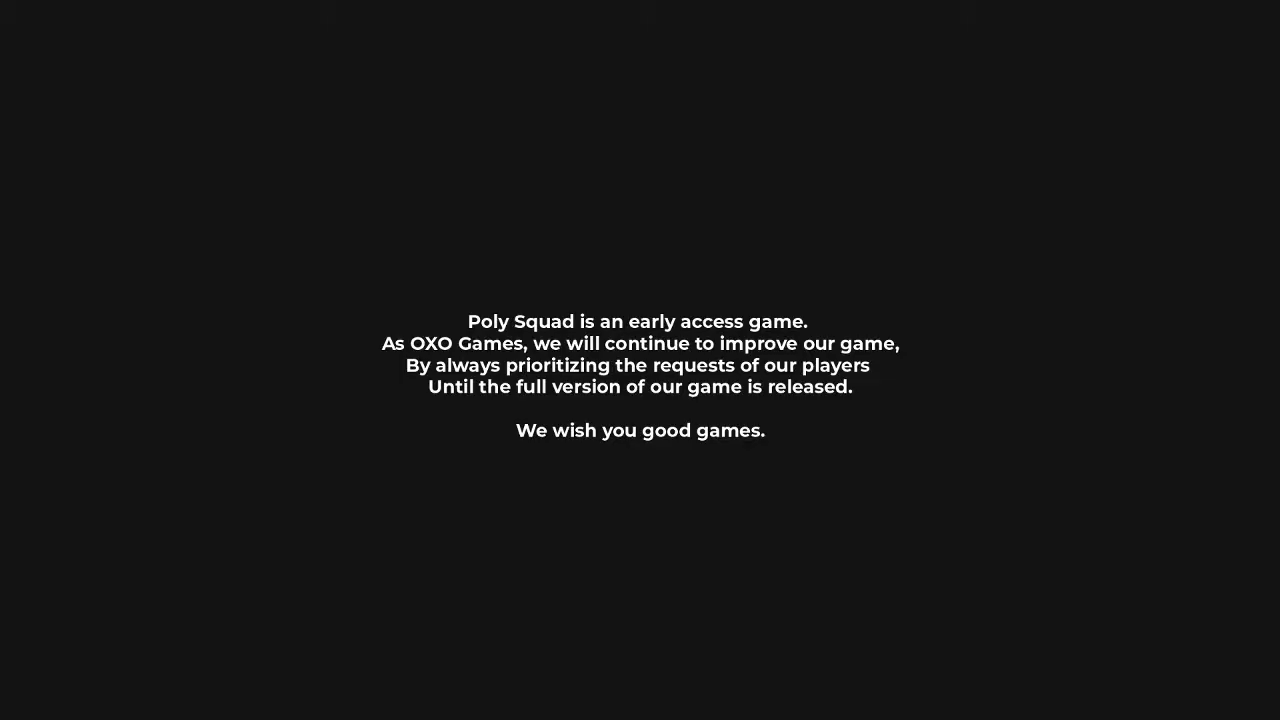 Poly Squad is an early access game.
As OXO Games, we will continue to improve our game,
By always prioritizing the requests of our players
Until the full version of our game is released.
We wish you good games.